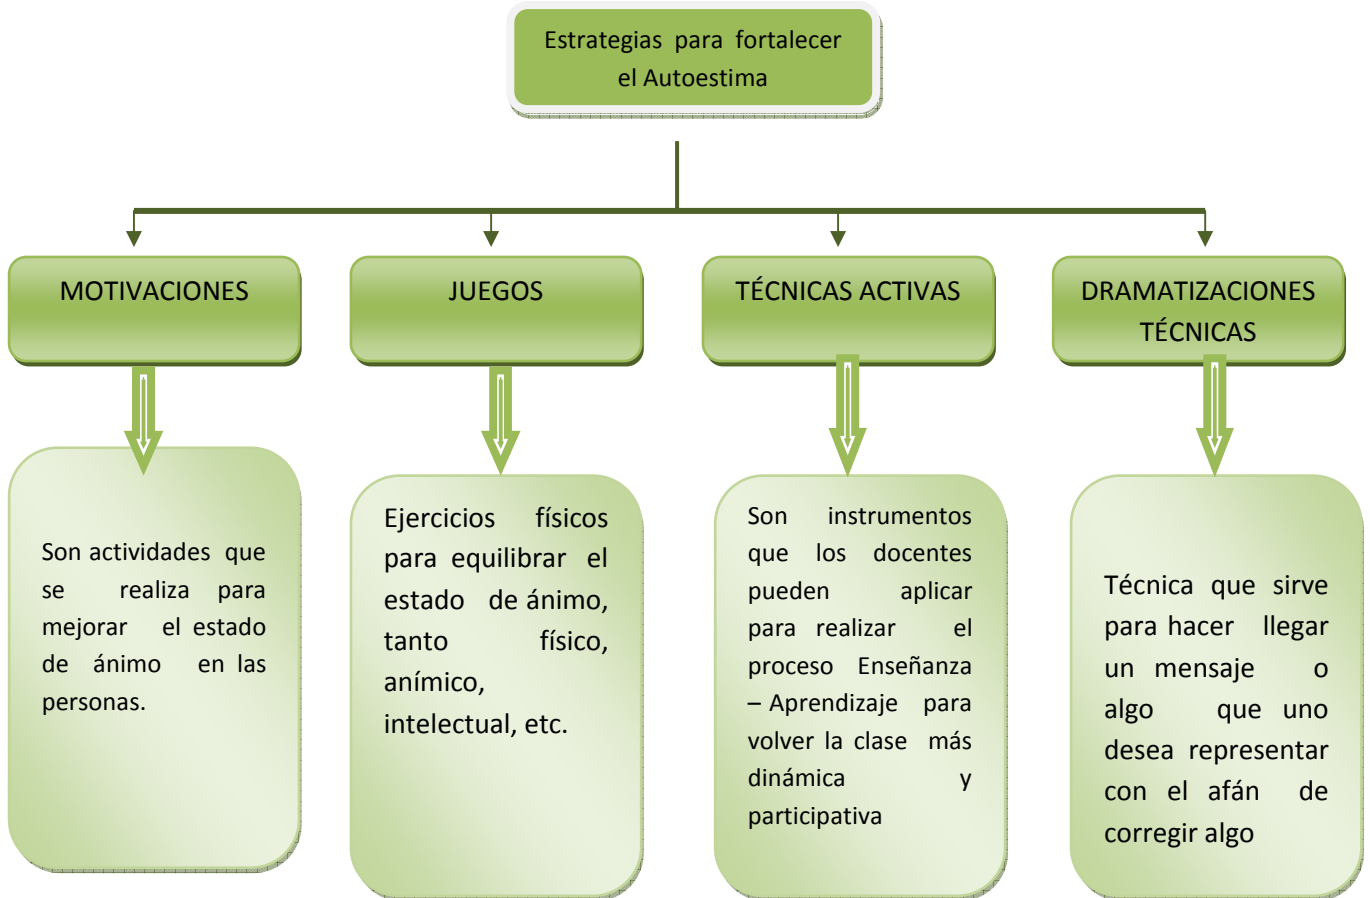 Estrategias para fortalecer
el Autoestima
MOTIVACIONES
JUEGOS
TÉCNICAS ACTIVAS
DRAMATIZACIONES
TÉCNICAS
Son actividades que
se realiza para
mejorar el estado
de ánimo en las
personas.
Ejercicios físicos
para equilibrar el
estado de ánimo,
tanto físico,
anímico,
intelectual, etc.
Son instrumentos
que los docentes
pueden aplicar
para realizar el
proceso Enseñanza
– Aprendizaje para
volver la clase más
dinámica y
participativa
Técnica que sirve
para hacer llegar
un mensaje o
algo que uno
desea representar
con el afán de
corregir algo